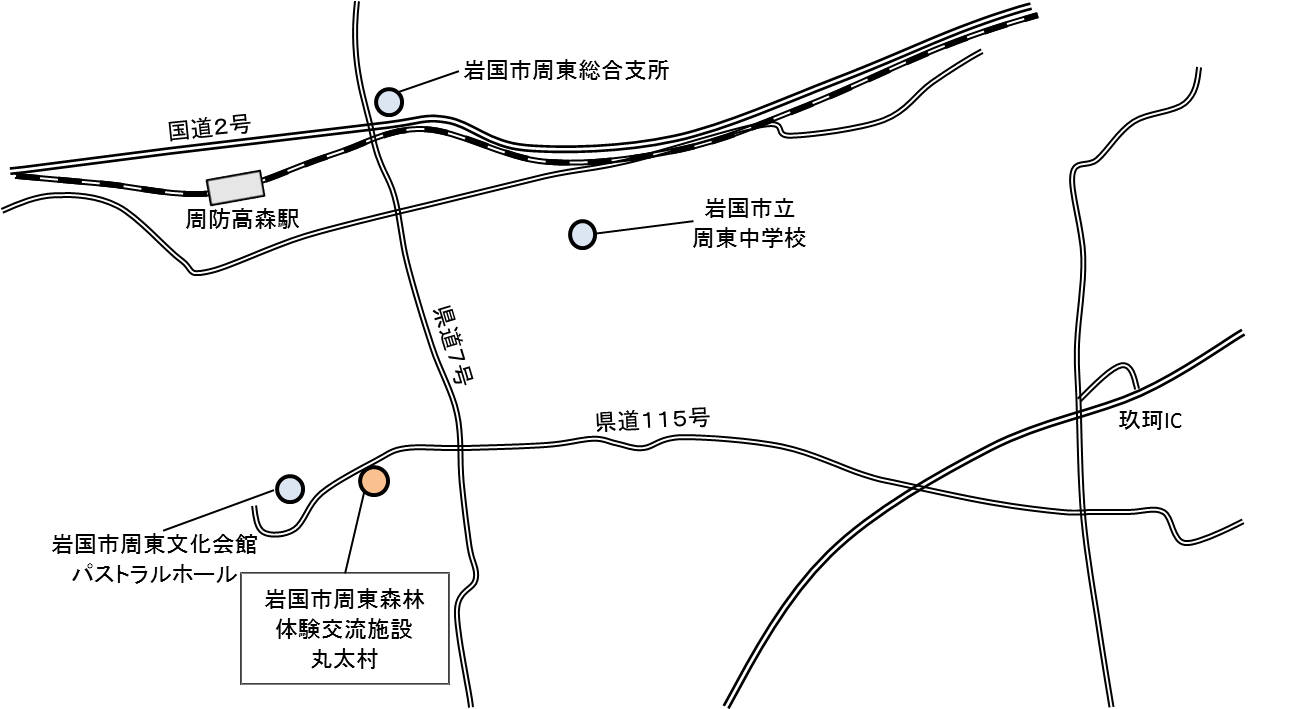 岩国市周東総合支所
国道2号
周防高森駅
岩国市立
周東中学校
県道7号
県道115号
玖珂IC
岩国市周東文化会館
パストラルホール
岩国市周東森林
体験交流施設
丸太村